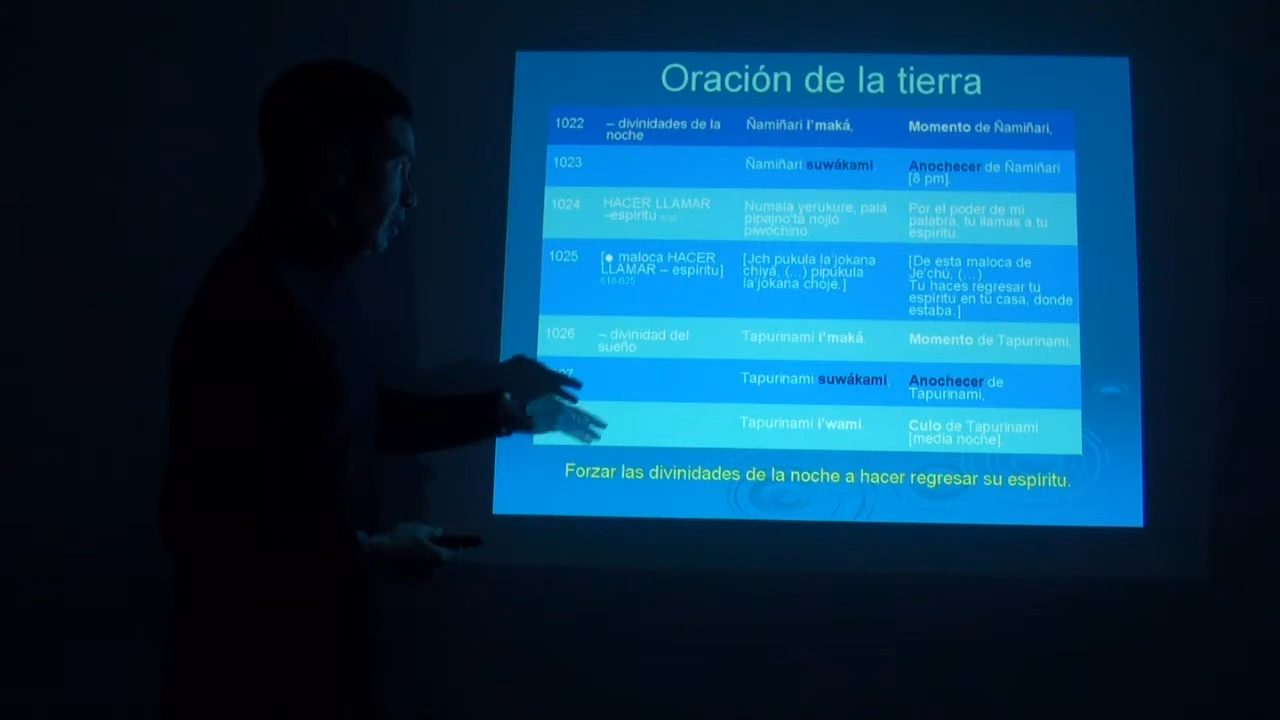 Oración de la tierra
1022 – divinidades de la Ñamiñari i'maká, Momento de Ñamiñari,
noche
1023 Ñamiñari suwákami Anochecer de Ñamiñari
[8 pm].
1024 HACER LLAMAR Numala yerukure, pala Por el poder de mi
–espíritu pipajno'tá nojió palabra, tu llamas a tu
piwochino. espíritu.
1025 [● maloca HACER [Jch pukula la'jokana [De esta maloca de
LLAMAR – espíritu] chiyá, (...) pipukula Je'chú, (...)
618-625 la'jokana chojé.] Tu haces regresar tu
espíritu en tu casa, donde
estaba.]
1026 – divinidad del Tapurinami i'maká, Momento de Tapurinami,
sueño
Tapurinami suwákami, Anochecer de
Tapurinami,
Tapurinami i'wami. Culo de Tapurinami
[media noche].
Forzar las divinidades de la noche a hacer regresar su espíritu.